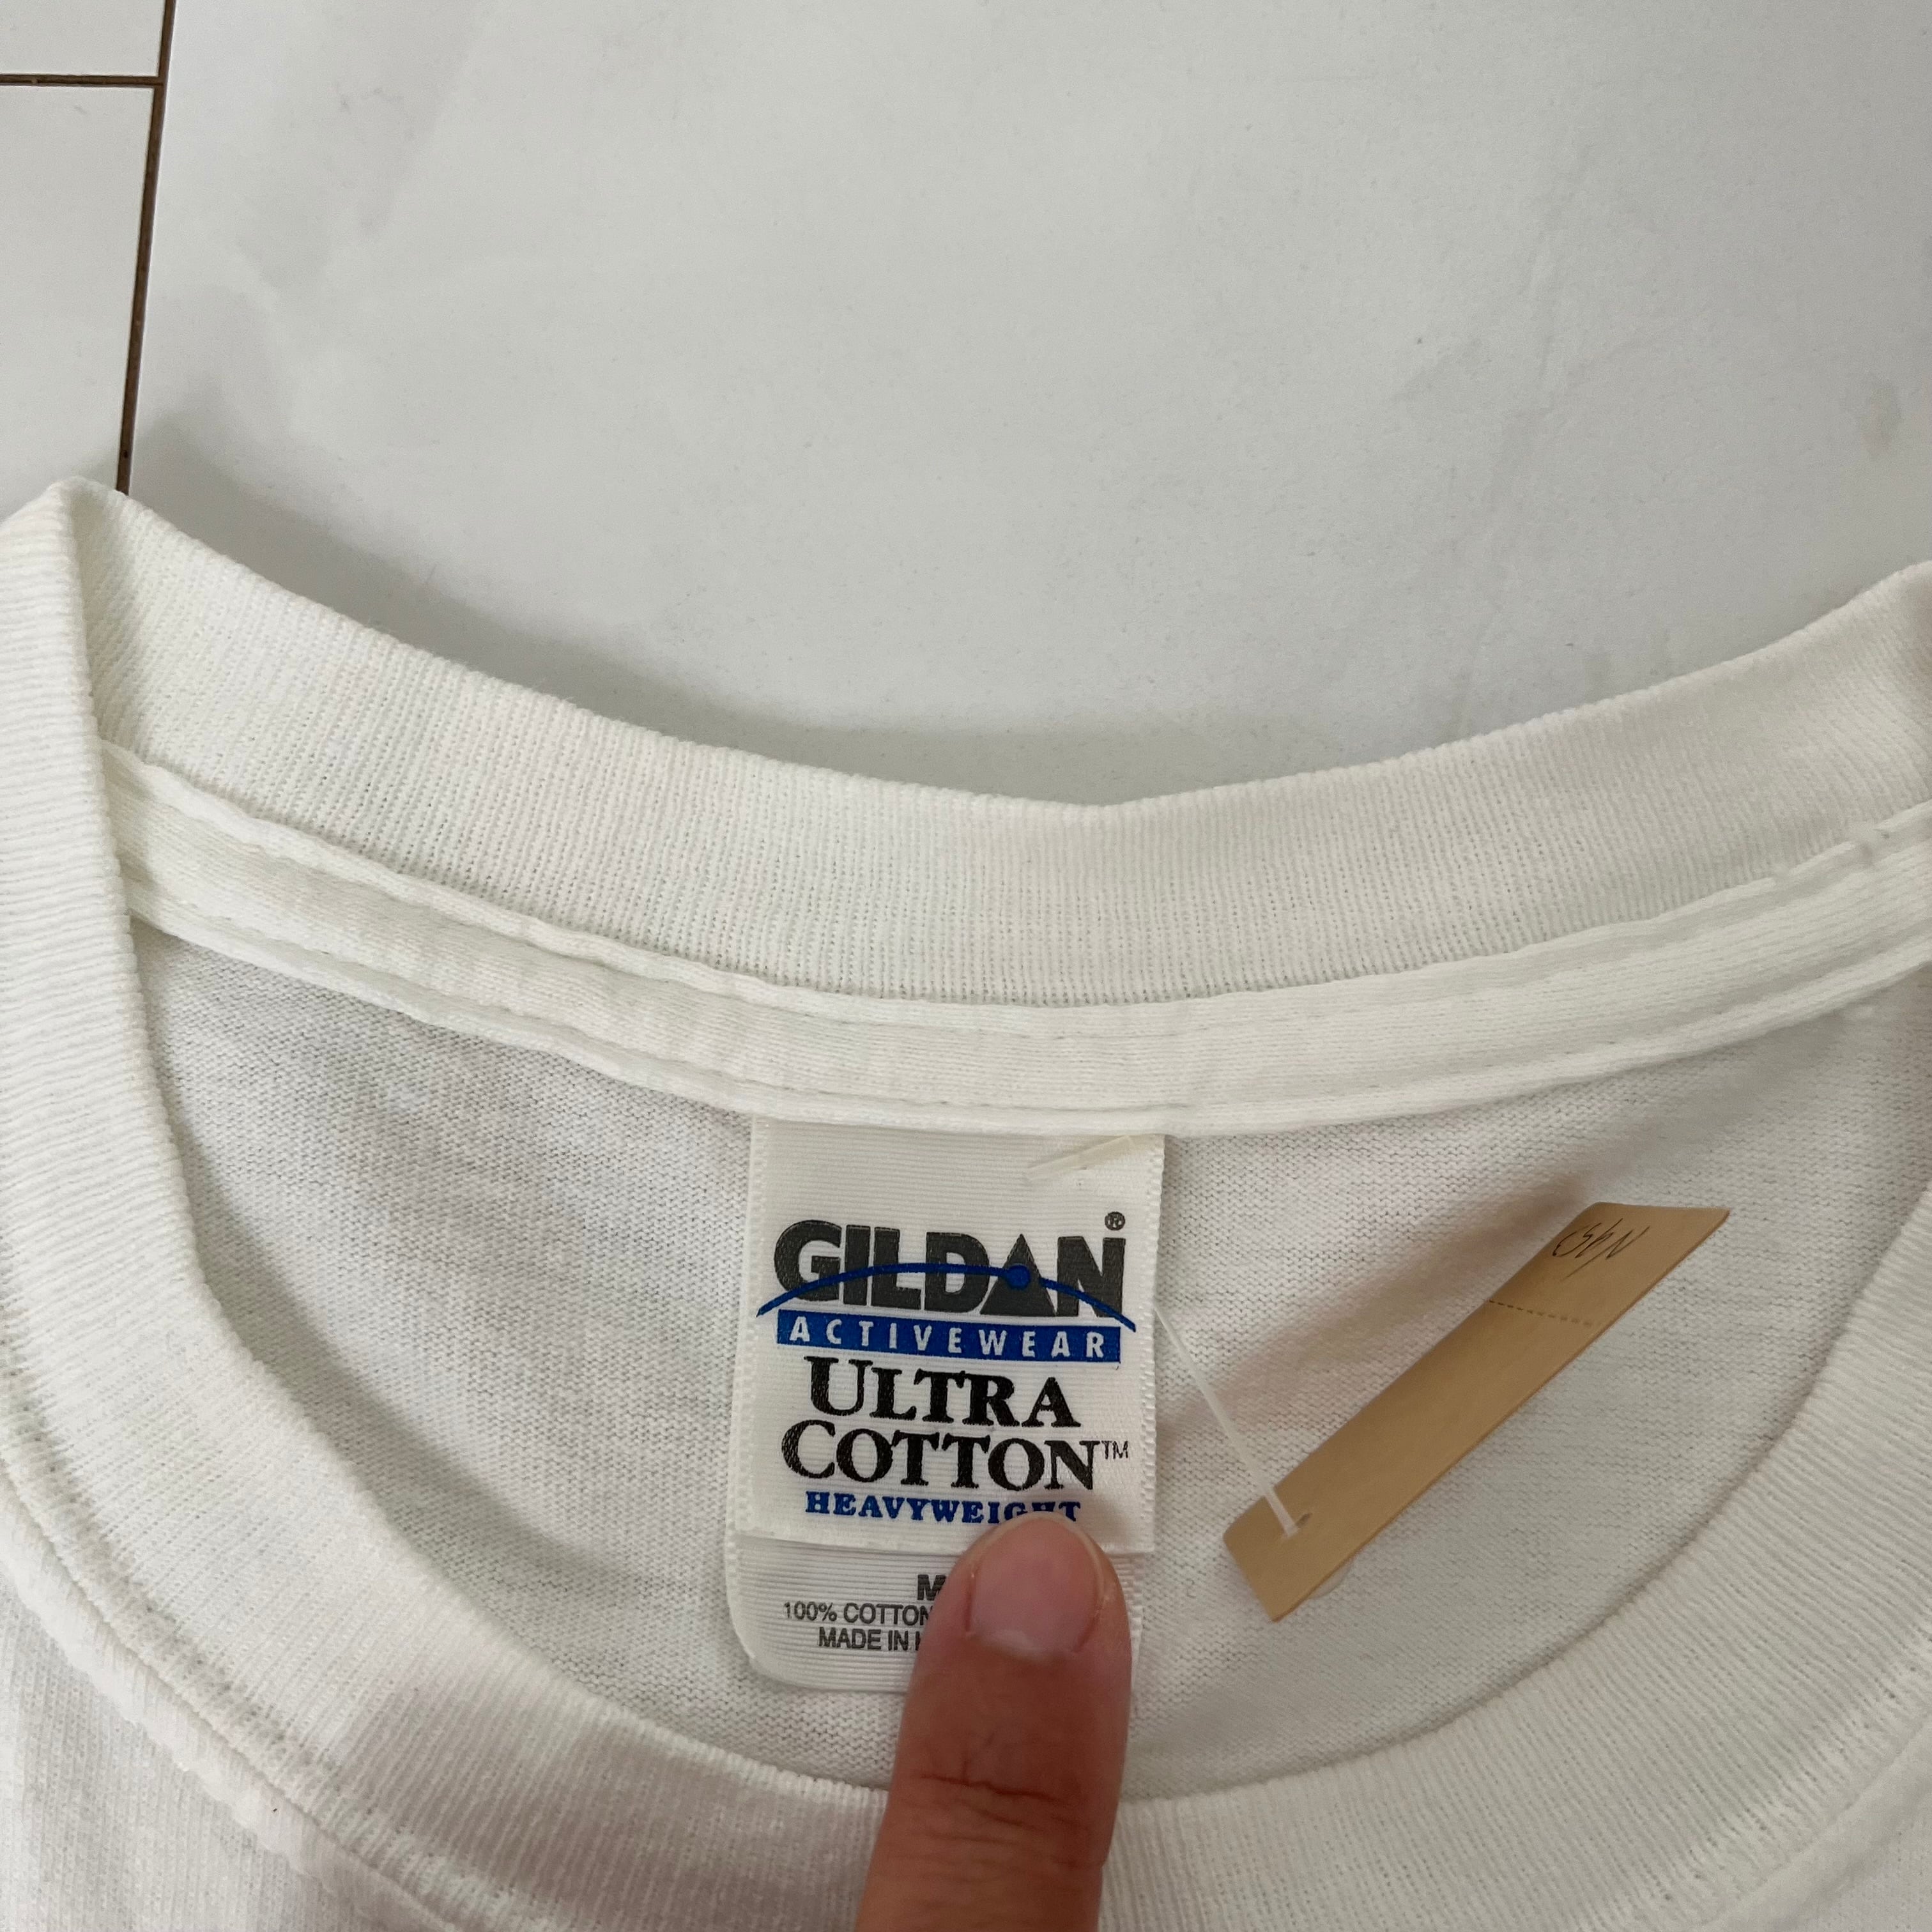 GILDAN®
ACTIVEWEAR
ULTRA
COTTON™
HEAVYWEIGHT
M
100% COTTON
MADE IN